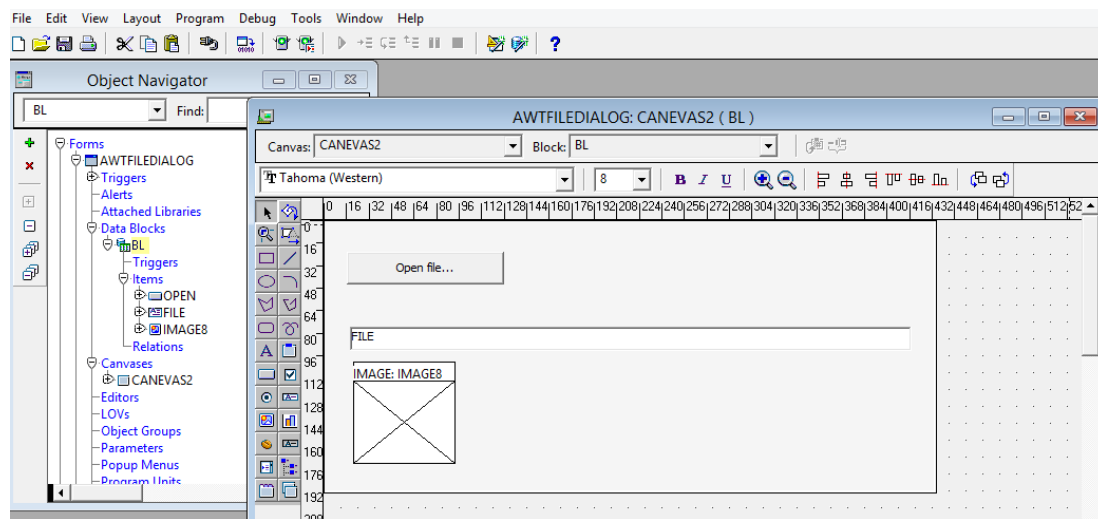 File Edit View Layout Program Debug Tools Window Help
Object Navigator
BL Find:
Forms
AWTFILEDIALOG
Triggers
Alerts
Attached Libraries
Data Blocks
BL
Triggers
Items
OPEN
FILE
IMAGE8
Relations
Canvases
CANEVAS2
Editors
LOVs
Object Groups
Parameters
Popup Menus
Program Units
AWTFILEDIALOG: CANEVAS2 ( BL )
Canvas: CANEVAS2 Block: BL
Tahoma (Western) 8 B I U
0 16 32 48 64 80 96 112 128 144 160 176 192 208 224 240 256 272 288 304 320 336 352 368 384 400 416 432 448 464 480 496 512 52
0
16
32
48
64
80
96
112
128
144
160
176
192
208
Open file...
FILE
IMAGE: IMAGE8